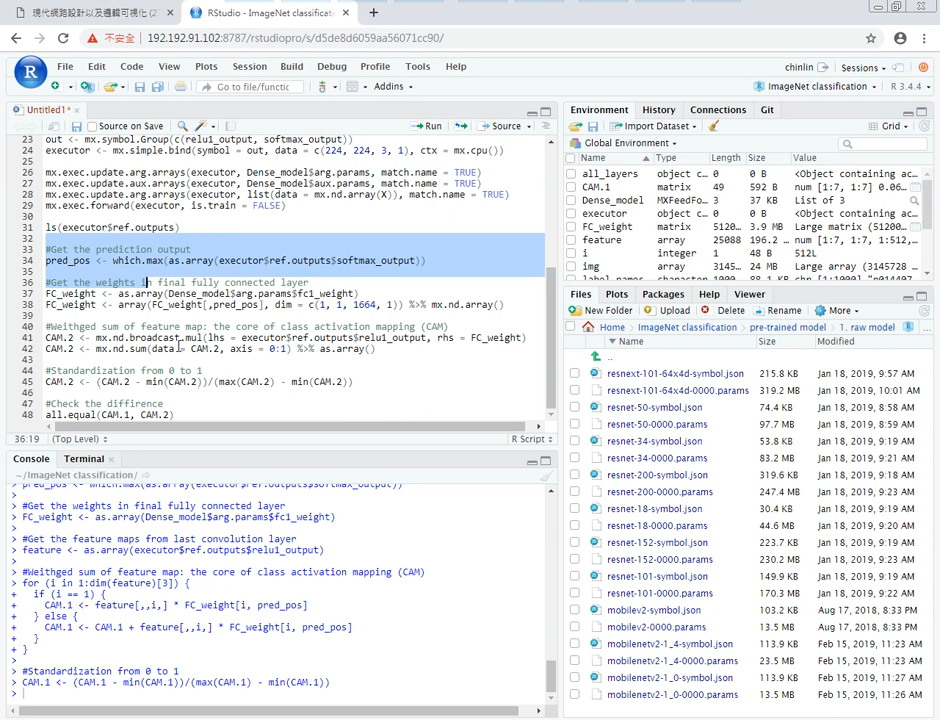 現代網路設計以及邏輯可視化 (2
RStudio - ImageNet classificati
不安全
192.192.91.102:8787/rstudiopro/s/d5de8d6059aa56071cc90/
File Edit Code View Plots Session Build Debug Profile Tools Help
chinlin Sessions
Go to file/function Addins
ImageNet classification R 3.4.4
Untitled1*
Source on Save Run Source
23 out <- mx.symbol.Group(c(relu1_output, softmax_output))
24 executor <- mx.simple.bind(symbol = out, data = c(224, 224, 3, 1), ctx = mx.cpu())
25
26 mx.exec.update.arg.arrays(executor, Dense_model$arg.params, match.name = TRUE)
27 mx.exec.update.aux.arrays(executor, Dense_model$aux.params, match.name = TRUE)
28 mx.exec.update.arg.arrays(executor, list(data = mx.nd.array(X)), match.name = TRUE)
29 mx.exec.forward(executor, is.train = FALSE)
30
31 ls(executor$ref.outputs)
32
33 #Get the prediction output
34 pred_pos <- which.max(as.array(executor$ref.outputs$softmax_output))
35
36 #Get the weights in final fully connected layer
37 FC_weight <- as.array(Dense_model$arg.params$fc1_weight)
38 FC_weight <- array(FC_weight[,pred_pos], dim = c(1, 1, 1664, 1)) %>% mx.nd.array()
39
40 #Weithged sum of feature map: the core of class activation mapping (CAM)
41 CAM.2 <- mx.nd.broadcast.mul(lhs = executor$ref.outputs$relu1_output, rhs = FC_weight)
42 CAM.2 <- mx.nd.sum(data = CAM.2, axis = 0:1) %>% as.array()
43
44 #Standardization from 0 to 1
45 CAM.2 <- (CAM.2 - min(CAM.2))/(max(CAM.2) - min(CAM.2))
46
47 #Check the difference
48 all.equal(CAM.1, CAM.2)
36:19 (Top Level) R Script
Console Terminal
~/ImageNet classification/
> pred_pos <- which.max(as.array(executor$ref.outputs$softmax_output))
>
> #Get the weights in final fully connected layer
> FC_weight <- as.array(Dense_model$arg.params$fc1_weight)
>
> #Get the feature maps from last convolution layer
> feature <- as.array(executor$ref.outputs$relu1_output)
>
> #Weithged sum of feature map: the core of class activation mapping (CAM)
> for (i in 1:dim(feature)[3]) {
+ if (i == 1) {
+ CAM.1 <- feature[,,i,] * FC_weight[i, pred_pos]
+ } else {
+ CAM.1 <- CAM.1 + feature[,,i,] * FC_weight[i, pred_pos]
+ }
+ }
>
> #Standardization from 0 to 1
> CAM.1 <- (CAM.1 - min(CAM.1))/(max(CAM.1) - min(CAM.1))
>
Environment History Connections Git
Import Dataset Grid
Global Environment
Name Type Length Size Value
all_layers object c… 0 0 B <Object containing ac
CAM.1 matrix 49 592 B num [1:7, 1:7] 0.06…
Dense_model MXFeedFo… 3 37 KB List of 3
executor object c… 0 0 B <Object containing ac
FC_weight matrix 5120… 3.9 MB num [1:512, 1:1000]
feature array 25088 196.2 … num [1:7, 1:7, 1:512,
i integer 1 48 B 512L
img array 3145… 24 MB Large array (3145728
Files Plots Packages Help Viewer
New Folder Upload Delete Rename More
Home ImageNet classification pre-trained model 1. raw model
Name Size Modified
..
resnext-101-64x4d-symbol.json 215.8 KB Jan 18, 2019, 9:57 AM
resnext-101-64x4d-0000.params 319.2 MB Jan 18, 2019, 10:01 AM
resnet-50-symbol.json 74.4 KB Jan 18, 2019, 8:58 AM
resnet-50-0000.params 97.7 MB Jan 18, 2019, 8:59 AM
resnet-34-symbol.json 53.8 KB Jan 18, 2019, 9:04 AM
resnet-34-0000.params 83.2 MB Jan 18, 2019, 9:04 AM
resnet-200-symbol.json 319.6 KB Jan 18, 2019, 9:18 AM
resnet-200-0000.params 247.4 MB Jan 18, 2019, 9:23 AM
resnet-18-symbol.json 30.4 KB Jan 18, 2019, 9:19 AM
resnet-18-0000.params 44.6 MB Jan 18, 2019, 9:20 AM
resnet-152-symbol.json 223.7 KB Jan 18, 2019, 9:24 AM
resnet-152-0000.params 230.2 MB Jan 18, 2019, 9:23 AM
resnet-101-symbol.json 149.9 KB Jan 18, 2019, 9:19 AM
resnet-101-0000.params 170.3 MB Jan 18, 2019, 9:22 AM
mobilev2-symbol.json 103.2 KB Aug 17, 2018, 8:33 PM
mobilev2-0000.params 13.5 MB Aug 17, 2018, 8:33 PM
mobilenetv2-1_4-symbol.json 113.9 KB Feb 15, 2019, 11:23 AM
mobilenetv2-1_4-0000.params 23.5 MB Feb 15, 2019, 11:23 AM
mobilenetv2-1_0-symbol.json 113.9 KB Feb 15, 2019, 11:27 AM
mobilenetv2-1_0-0000.params 13.5 MB Feb 15, 2019, 11:26 AM